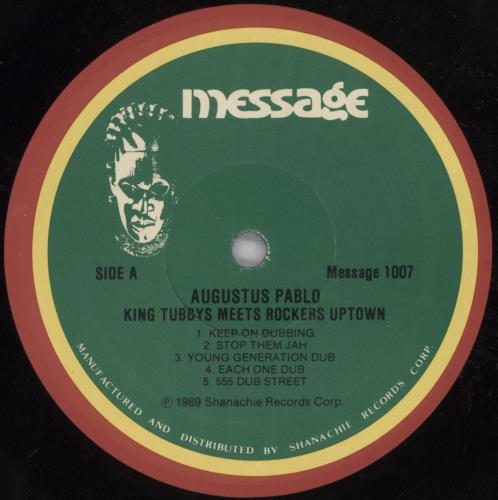 message
SIDE A
Message 1007
AUGUSTUS PABLO
KING TUBBYS MEETS ROCKERS UPTOWN
1. KEEP ON DUBBING
2. STOP THEM JAH
3. YOUNG GENERATION DUB
4. EACH ONE DUB
5. 555 DUB STREET
℗ 1989 Shanachie Records Corp.
MANUFACTURED AND DISTRIBUTED BY SHANACHIE RECORDS CORP.